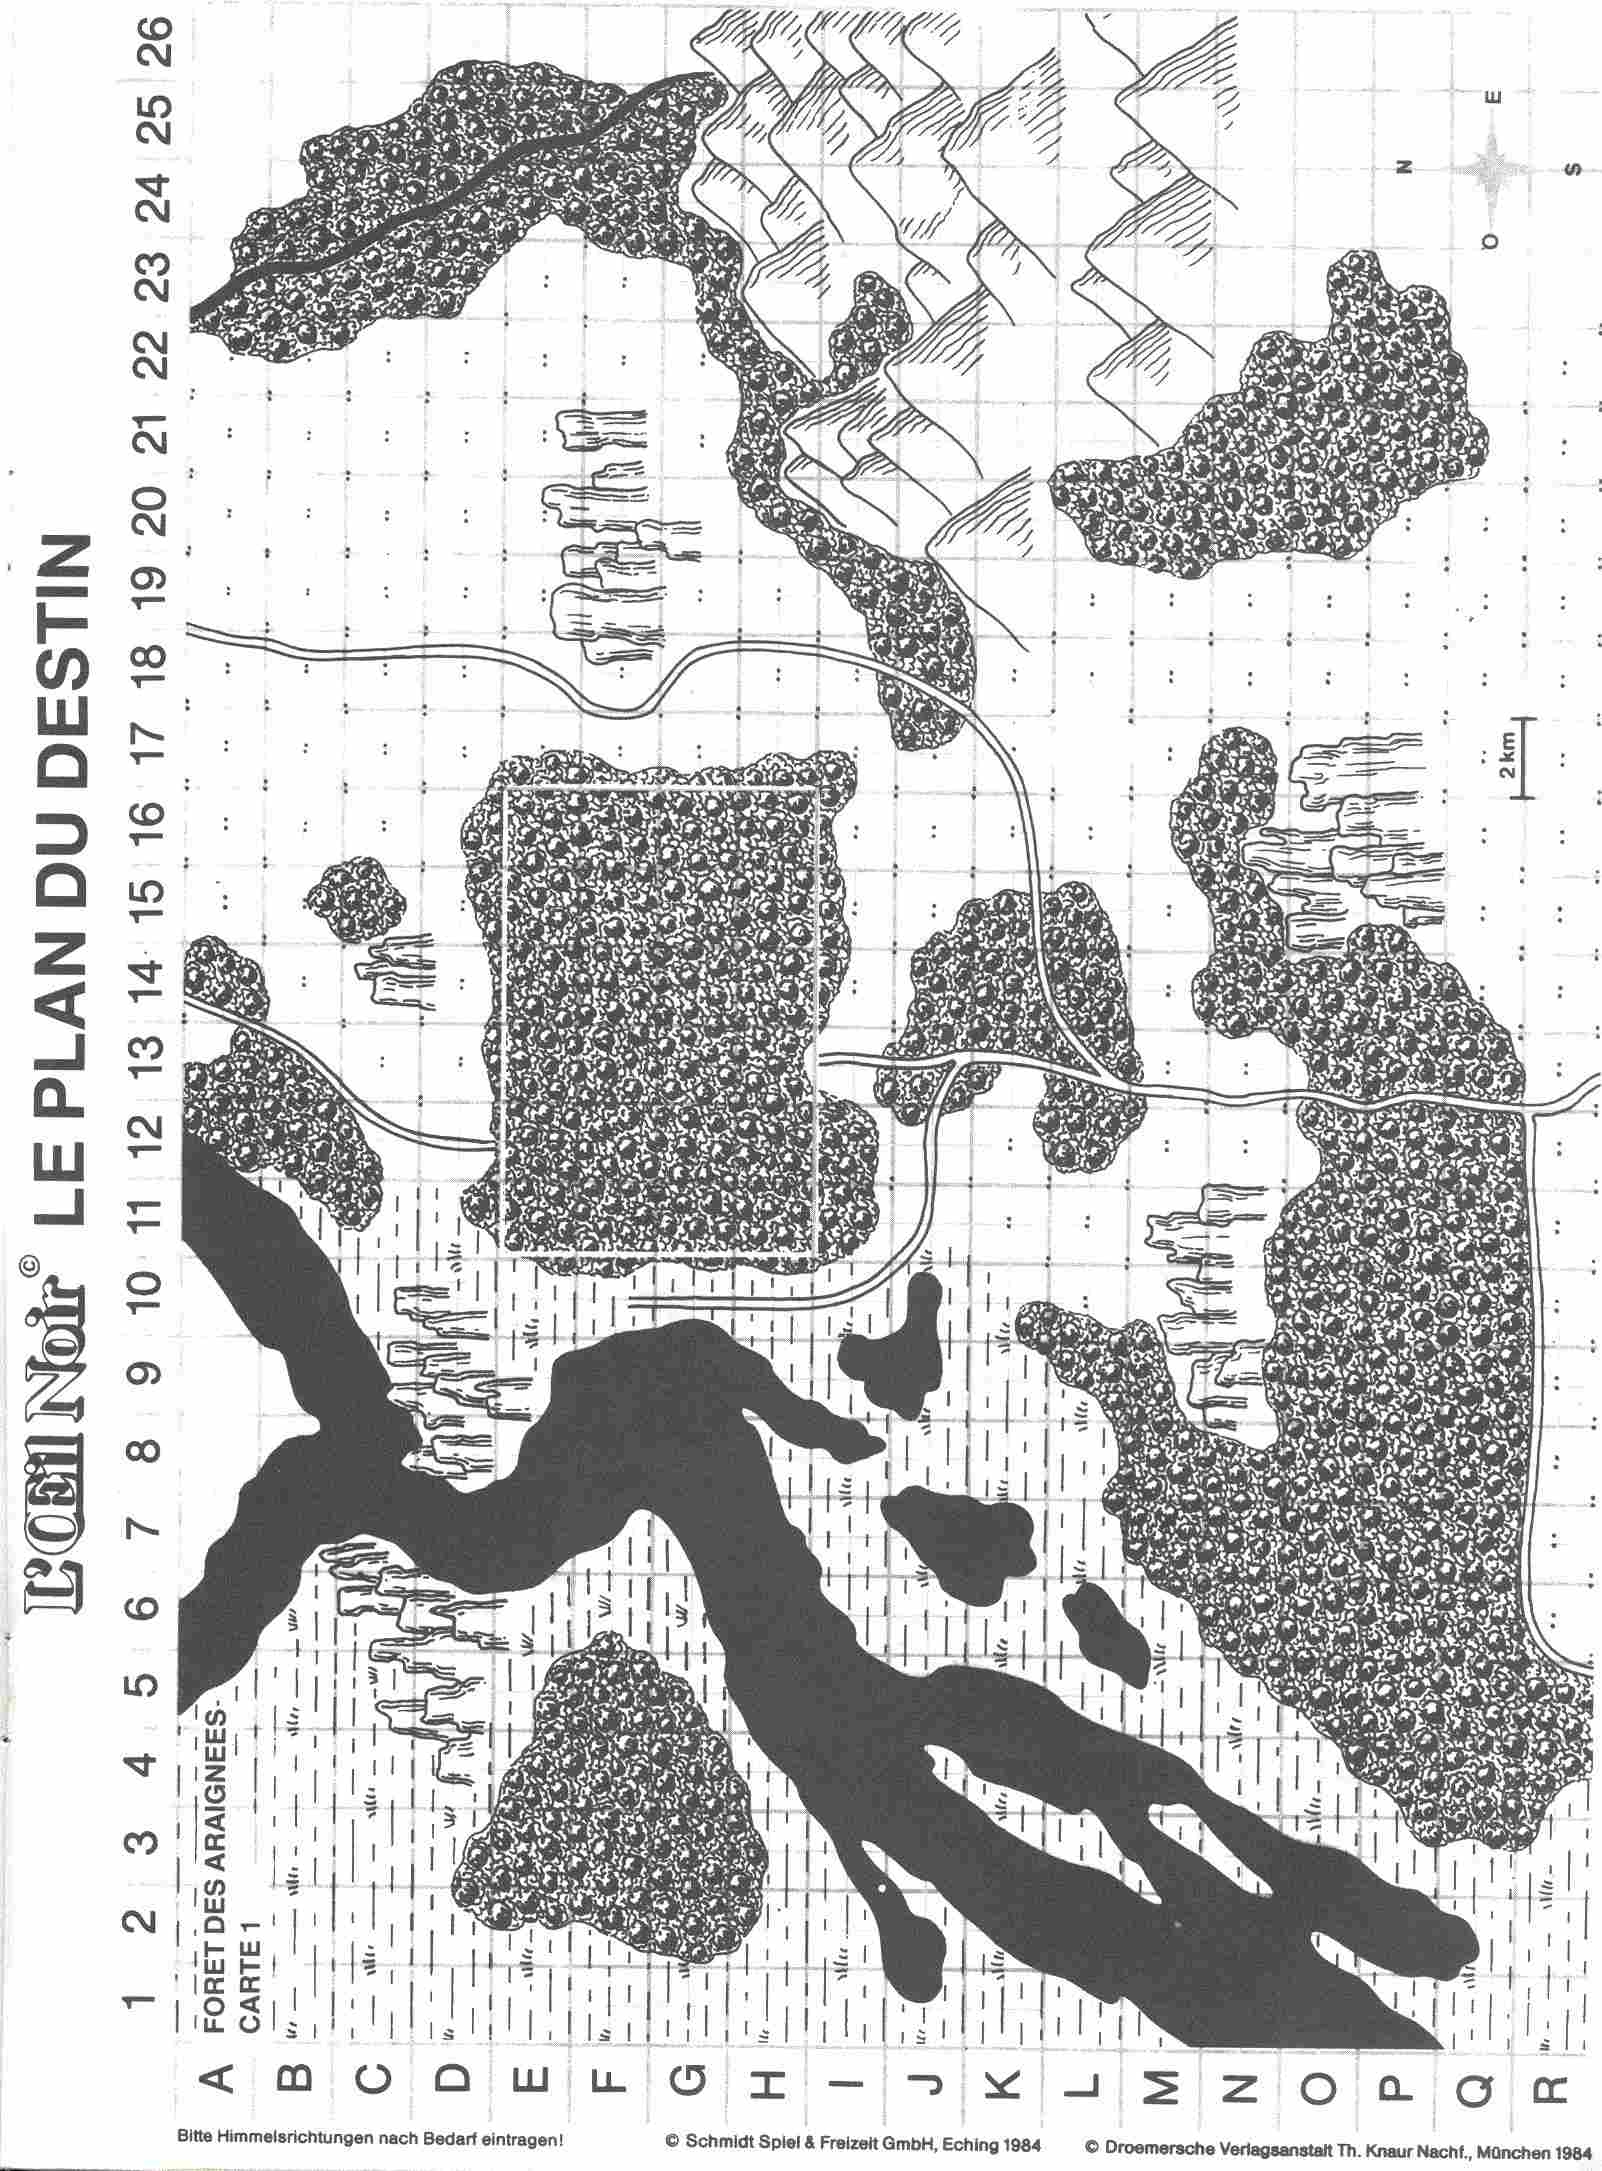 L'Œil Noir © LE PLAN DU DESTIN
1 2 3 4 5 6 7 8 9 10 11 12 13 14 15 16 17 18 19 20 21 22 23 24 25 26
FORET DES ARAIGNEES-
CARTE 1
A
B
C
D
E
F
G
H
I
J
K
L
M
N
O
P
Q
R
N
O
E
S
2 km
Bitte Himmelsrichtungen nach Bedarf eintragen!
© Schmidt Spiel & Freizeit GmbH, Eching 1984
© Droemersche Verlagsanstalt Th. Knaur Nachf., München 1984